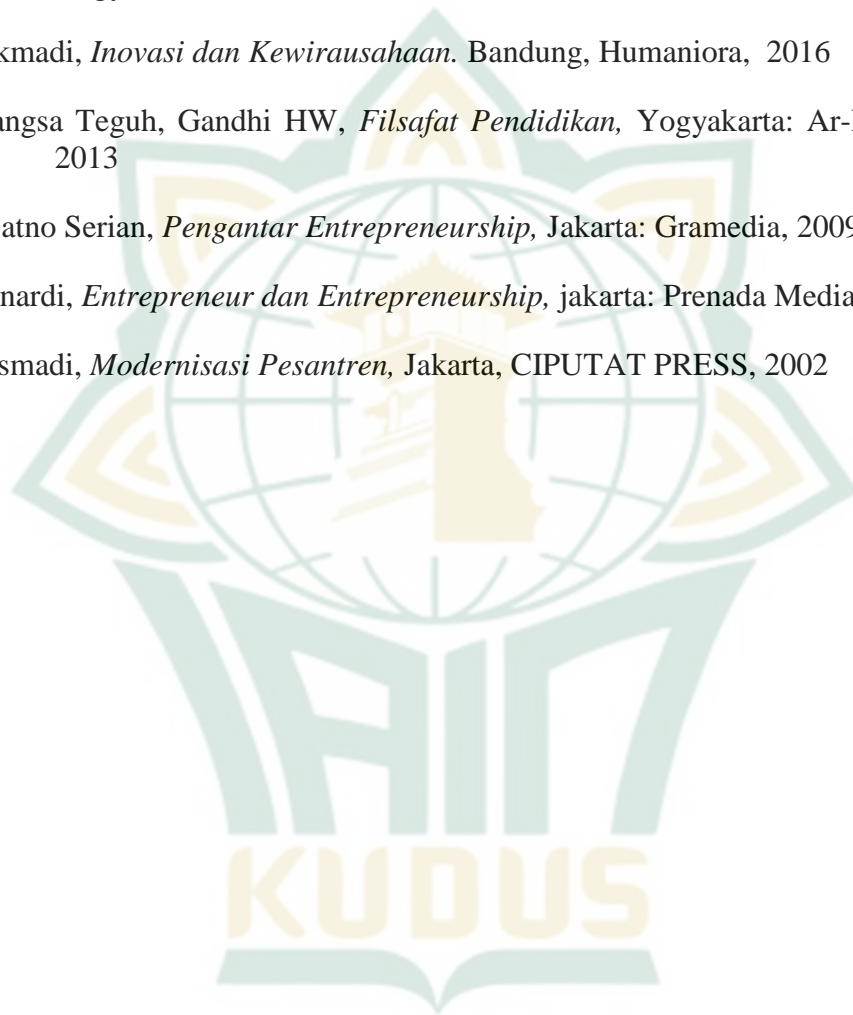 kmadi, Inovasi dan Kewirausahaan. Bandung, Humaniora, 2016
angsa Teguh, Gandhi HW, Filsafat Pendidikan, Yogyakarta: Ar-
2013
atno Serian, Pengantar Entrepreneurship, Jakarta: Gramedia, 2009
nardi, Entrepreneur dan Entrepreneurship, jakarta: Prenada Media
smadi, Modernisasi Pesantren, Jakarta, CIPUTAT PRESS, 2002
IAIN
KUDUS